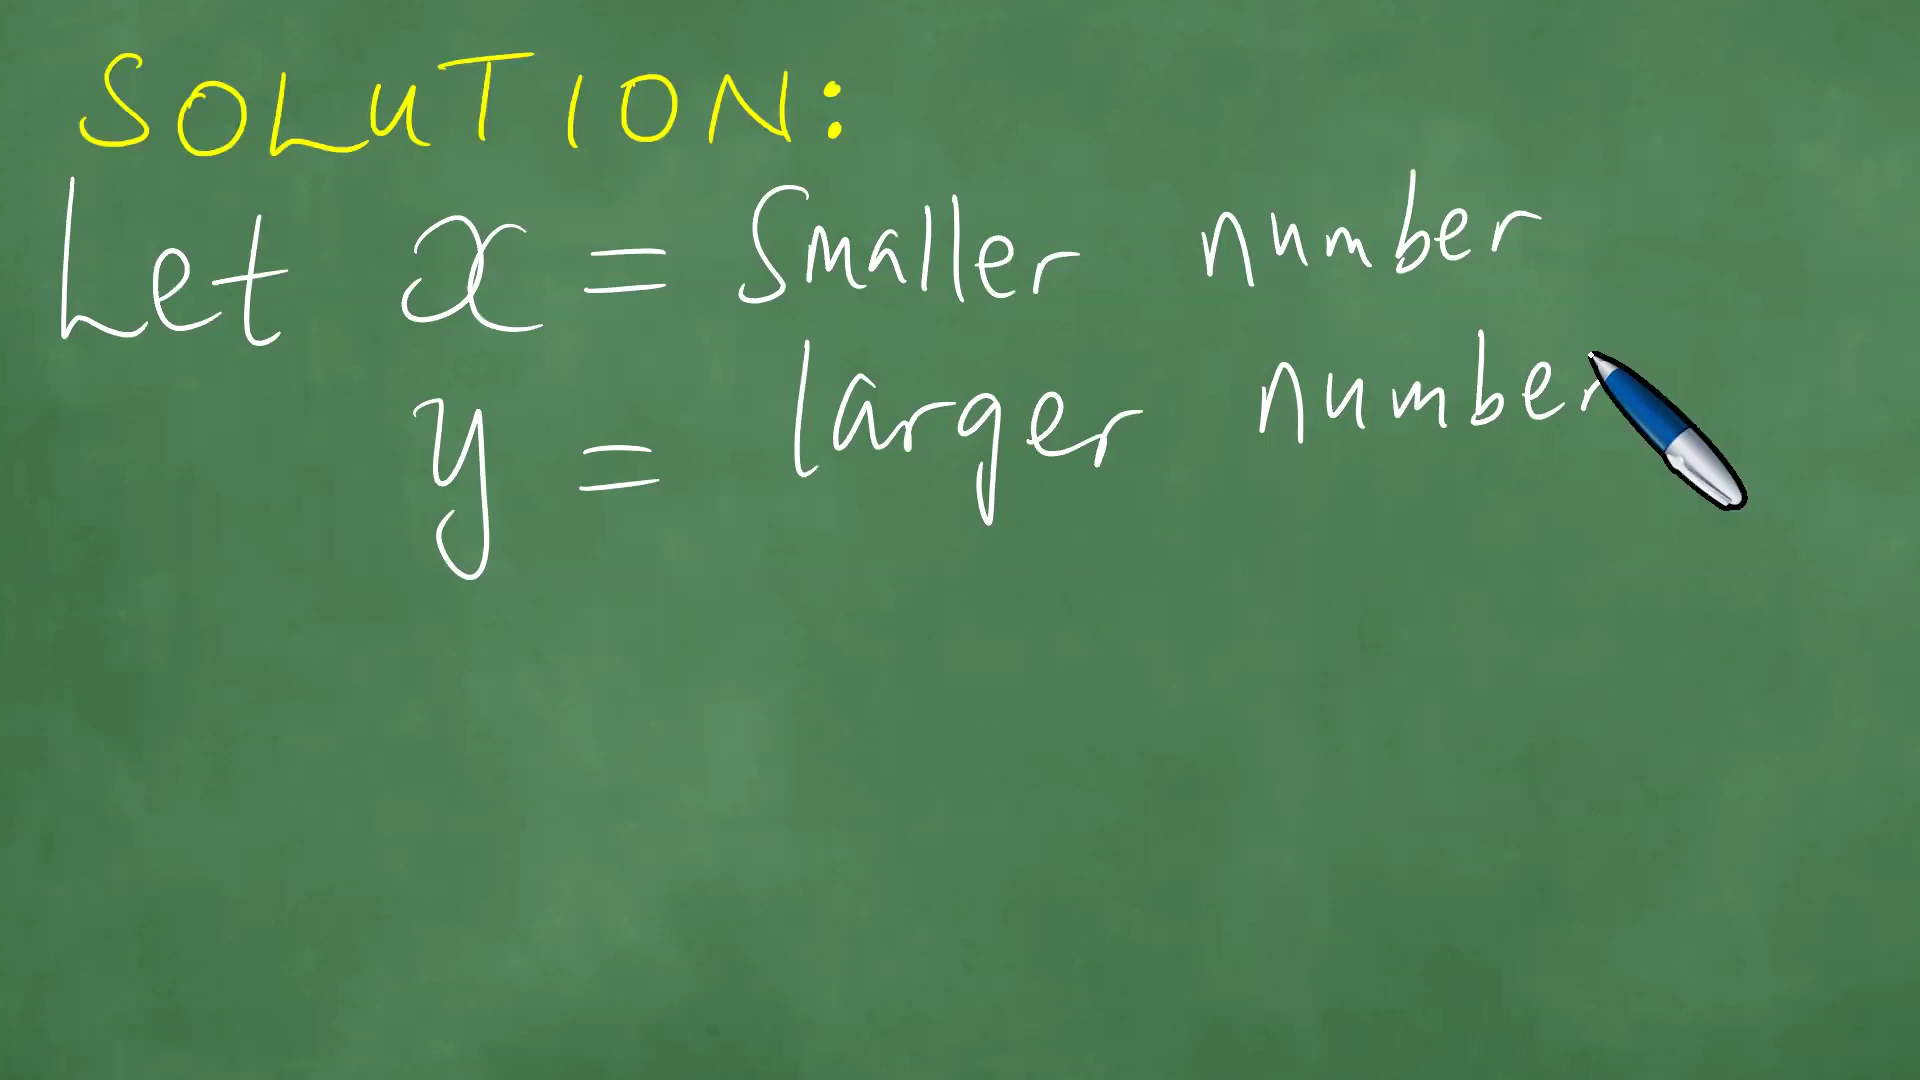 SOLUTION:
Let x = Smaller number
y = larger number